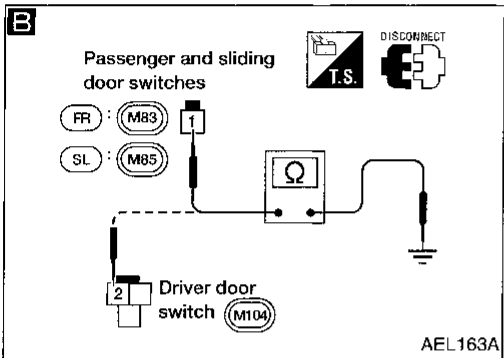 B
Passenger and sliding
door switches
DISCONNECT
T.S.
FR : M83
1
SL : M85
Ω
2
Driver door
switch M104
AEL163A